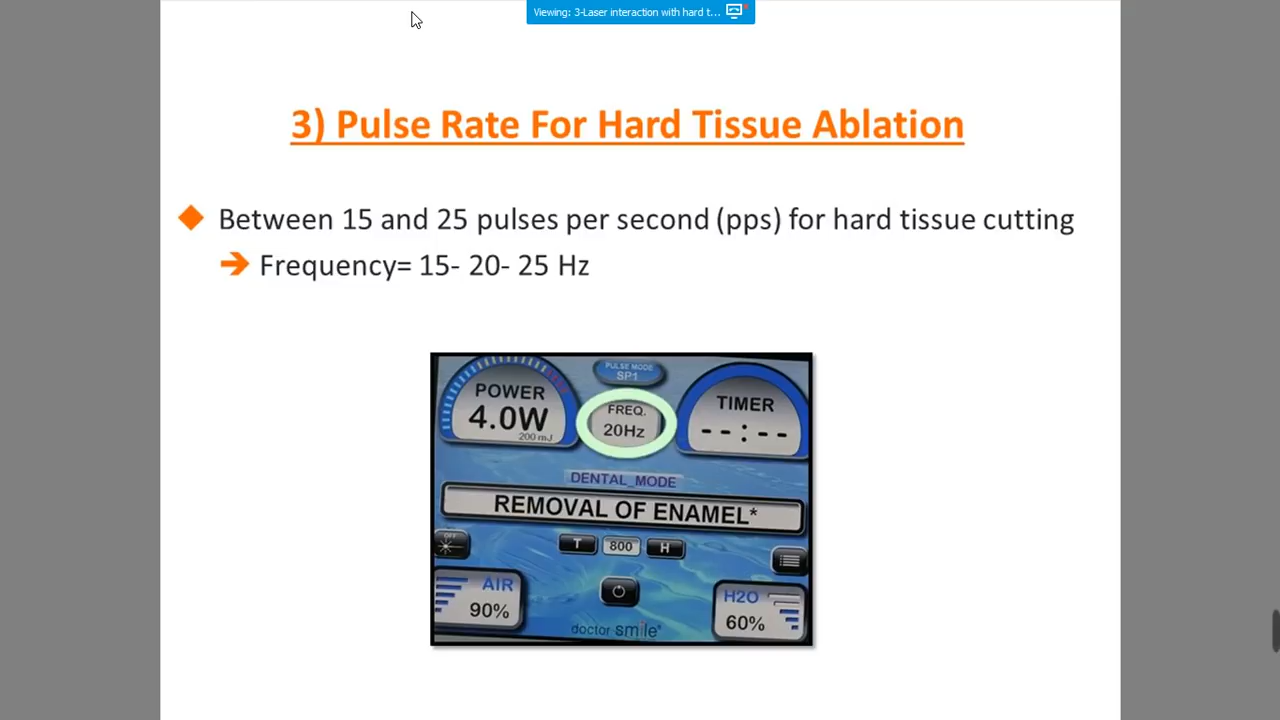 Viewing: 3-Laser interaction with hard t...
3) Pulse Rate For Hard Tissue Ablation
Between 15 and 25 pulses per second (pps) for hard tissue cutting
Frequency= 15- 20- 25 Hz
PULSE MODE
SP1
POWER
4.0W
200 mJ
FREQ.
20Hz
TIMER
--:--
DENTAL_MODE
REMOVAL OF ENAMEL*
OFF
T 800 H
AIR
90%
H2O
60%
doctor smile*